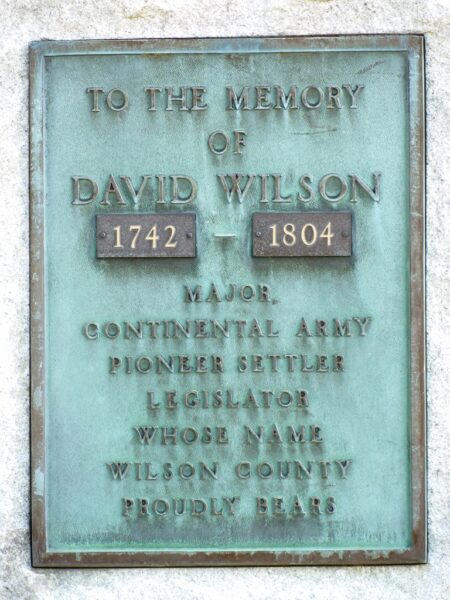 TO THE MEMORY
OF
DAVID WILSON
1742 – 1804
MAJOR,
CONTINENTAL ARMY
PIONEER SETTLER
LEGISLATOR
WHOSE NAME
WILSON COUNTY
PROUDLY BEARS